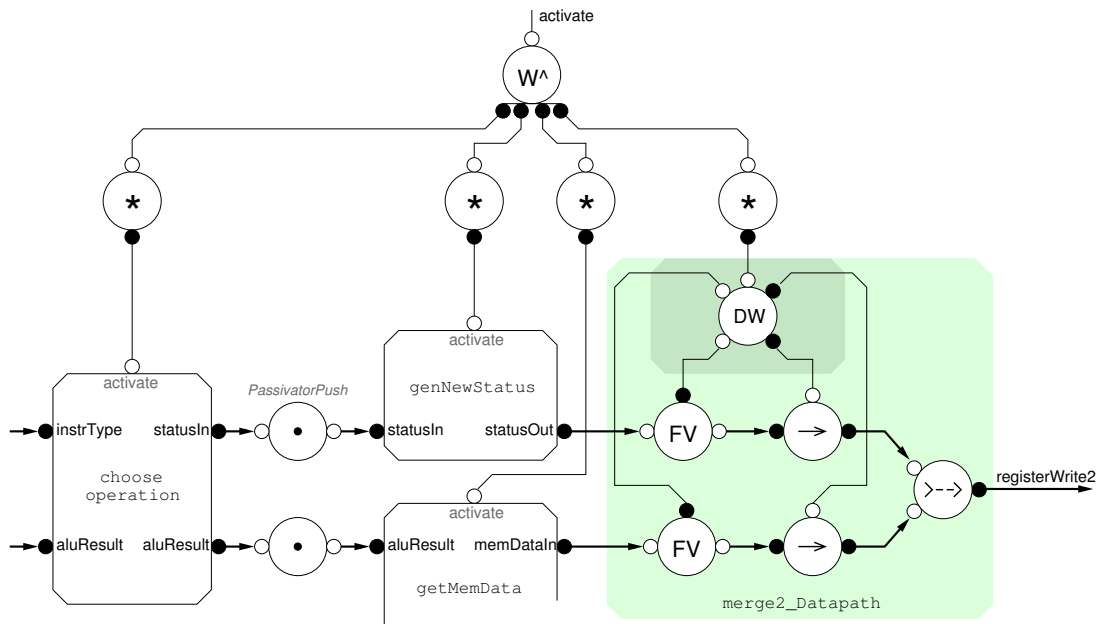 activate
W^
* * * *
DW
activate
activate
genNewStatus
PassivatorPush
instrType statusIn
statusIn statusOut
FV
choose
operation
registerWrite2
>-->
activate
aluResult aluResult
aluResult memDataIn
FV
getMemData
merge2_Datapath